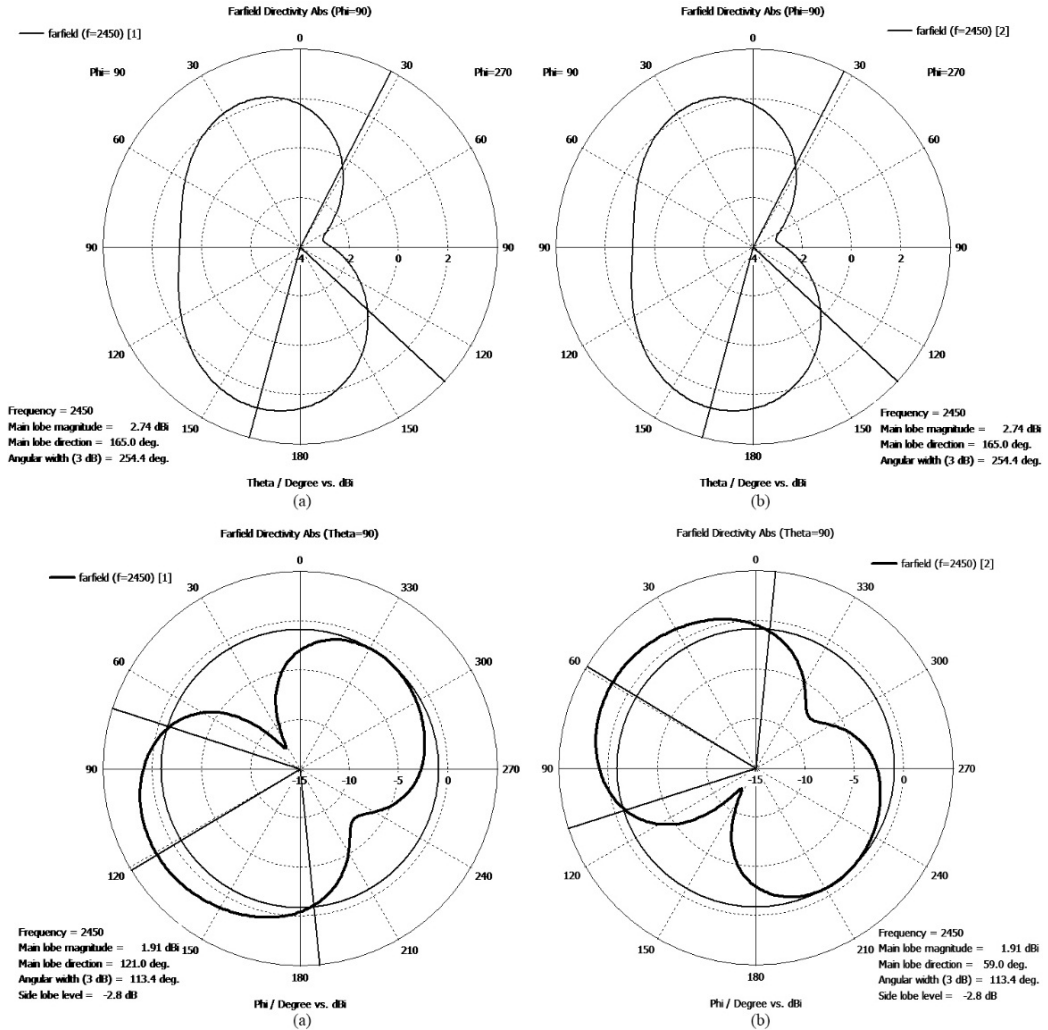 Farfield Directivity Abs (Phi=90)
farfield (f=2450) [1]
0
30
30
Phi= 90
Phi=270
60
60
90
-4
-2
0
2
90
120
120
150
150
180
Frequency = 2450
Main lobe magnitude = 2.74 dBi
Main lobe direction = 165.0 deg.
Angular width (3 dB) = 254.4 deg.
Theta / Degree vs. dBi
(a)
Farfield Directivity Abs (Phi=90)
farfield (f=2450) [2]
0
30
30
Phi= 90
Phi=270
60
60
90
-4
-2
0
2
90
120
120
150
150
180
Frequency = 2450
Main lobe magnitude = 2.74 dBi
Main lobe direction = 165.0 deg.
Angular width (3 dB) = 254.4 deg.
Theta / Degree vs. dBi
(b)
Farfield Directivity Abs (Theta=90)
farfield (f=2450) [1]
0
30
330
60
300
90
-15
-10
-5
0
270
120
240
150
210
180
Frequency = 2450
Main lobe magnitude = 1.91 dBi
Main lobe direction = 121.0 deg.
Angular width (3 dB) = 113.4 deg.
Side lobe level = -2.8 dB
Phi / Degree vs. dBi
(a)
Farfield Directivity Abs (Theta=90)
farfield (f=2450) [2]
0
30
330
60
300
90
-15
-10
-5
0
270
120
240
150
210
180
Frequency = 2450
Main lobe magnitude = 1.91 dBi
Main lobe direction = 59.0 deg.
Angular width (3 dB) = 113.4 deg.
Side lobe level = -2.8 dB
Phi / Degree vs. dBi
(b)